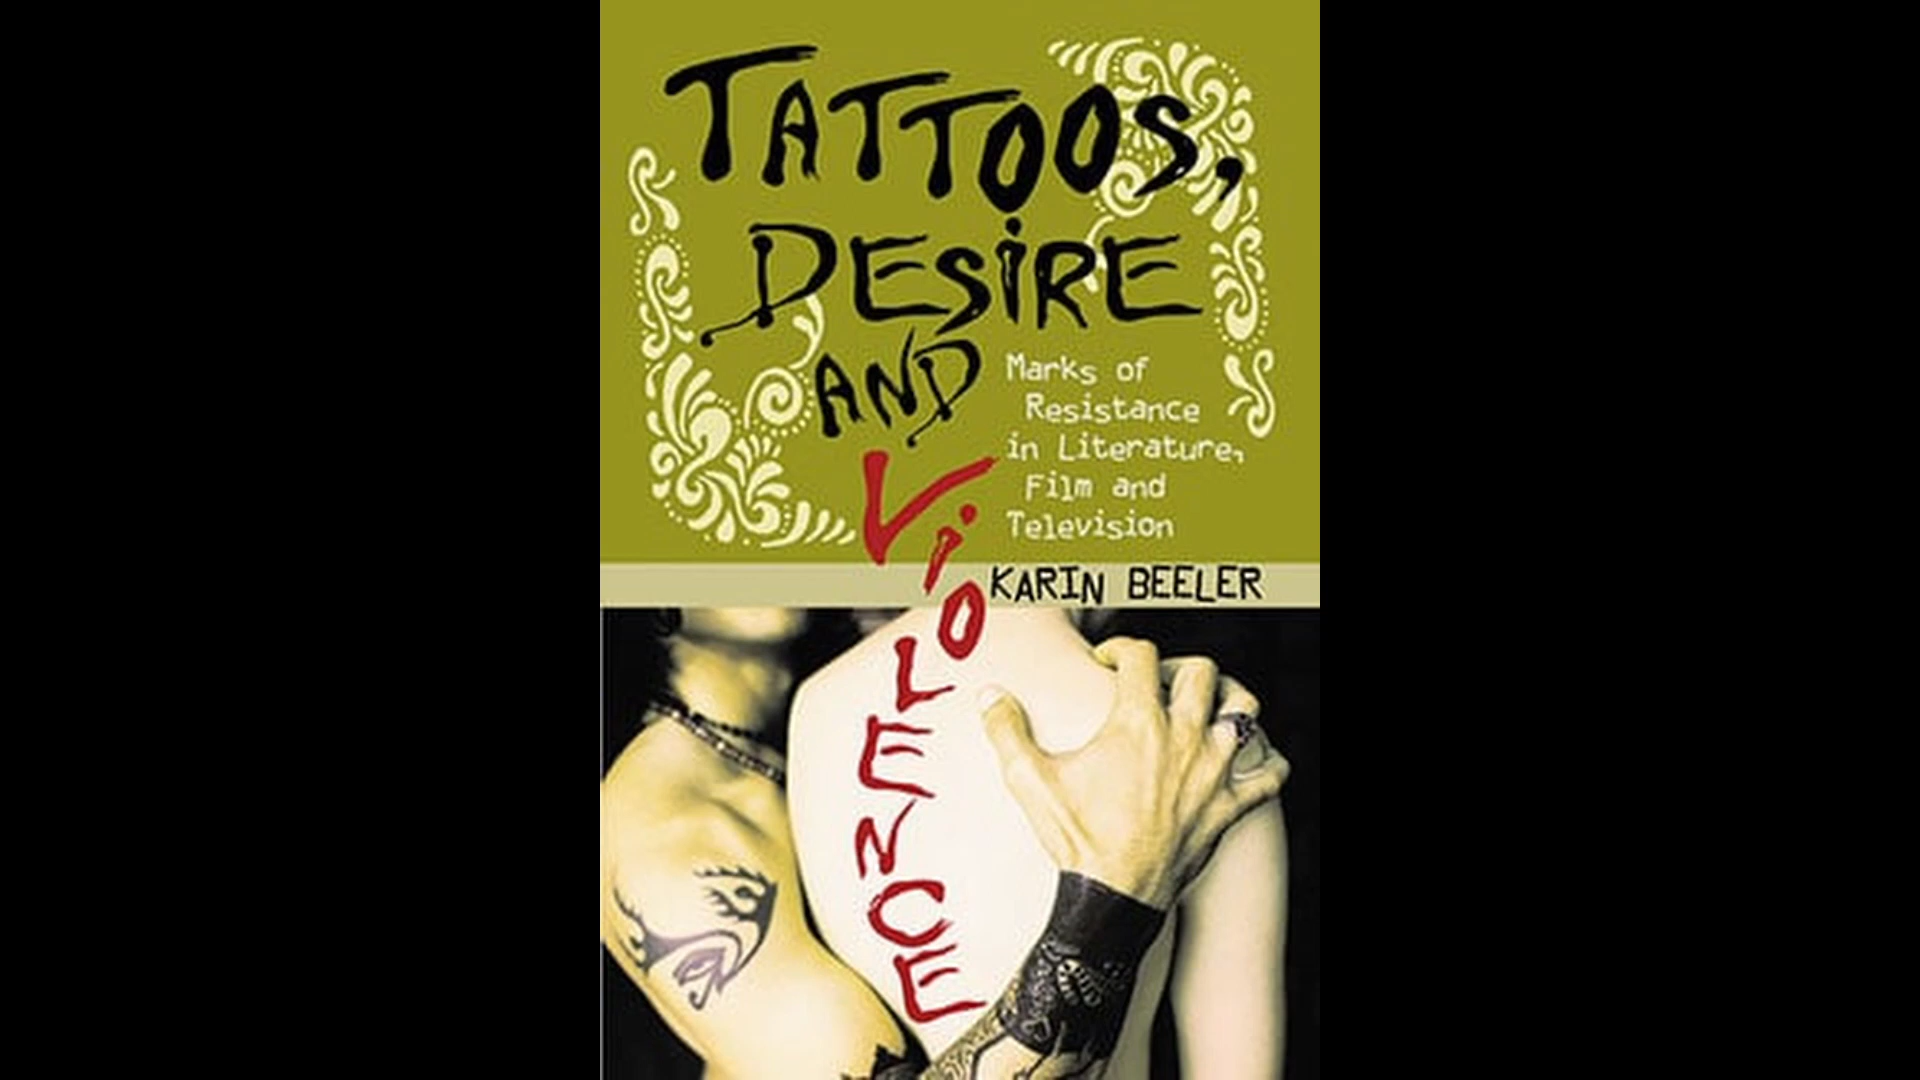 TATTOOS,
DESIRE
AND
VIOLENCE
Marks of
Resistance
in Literature,
Film and
Television
KARIN BEELER